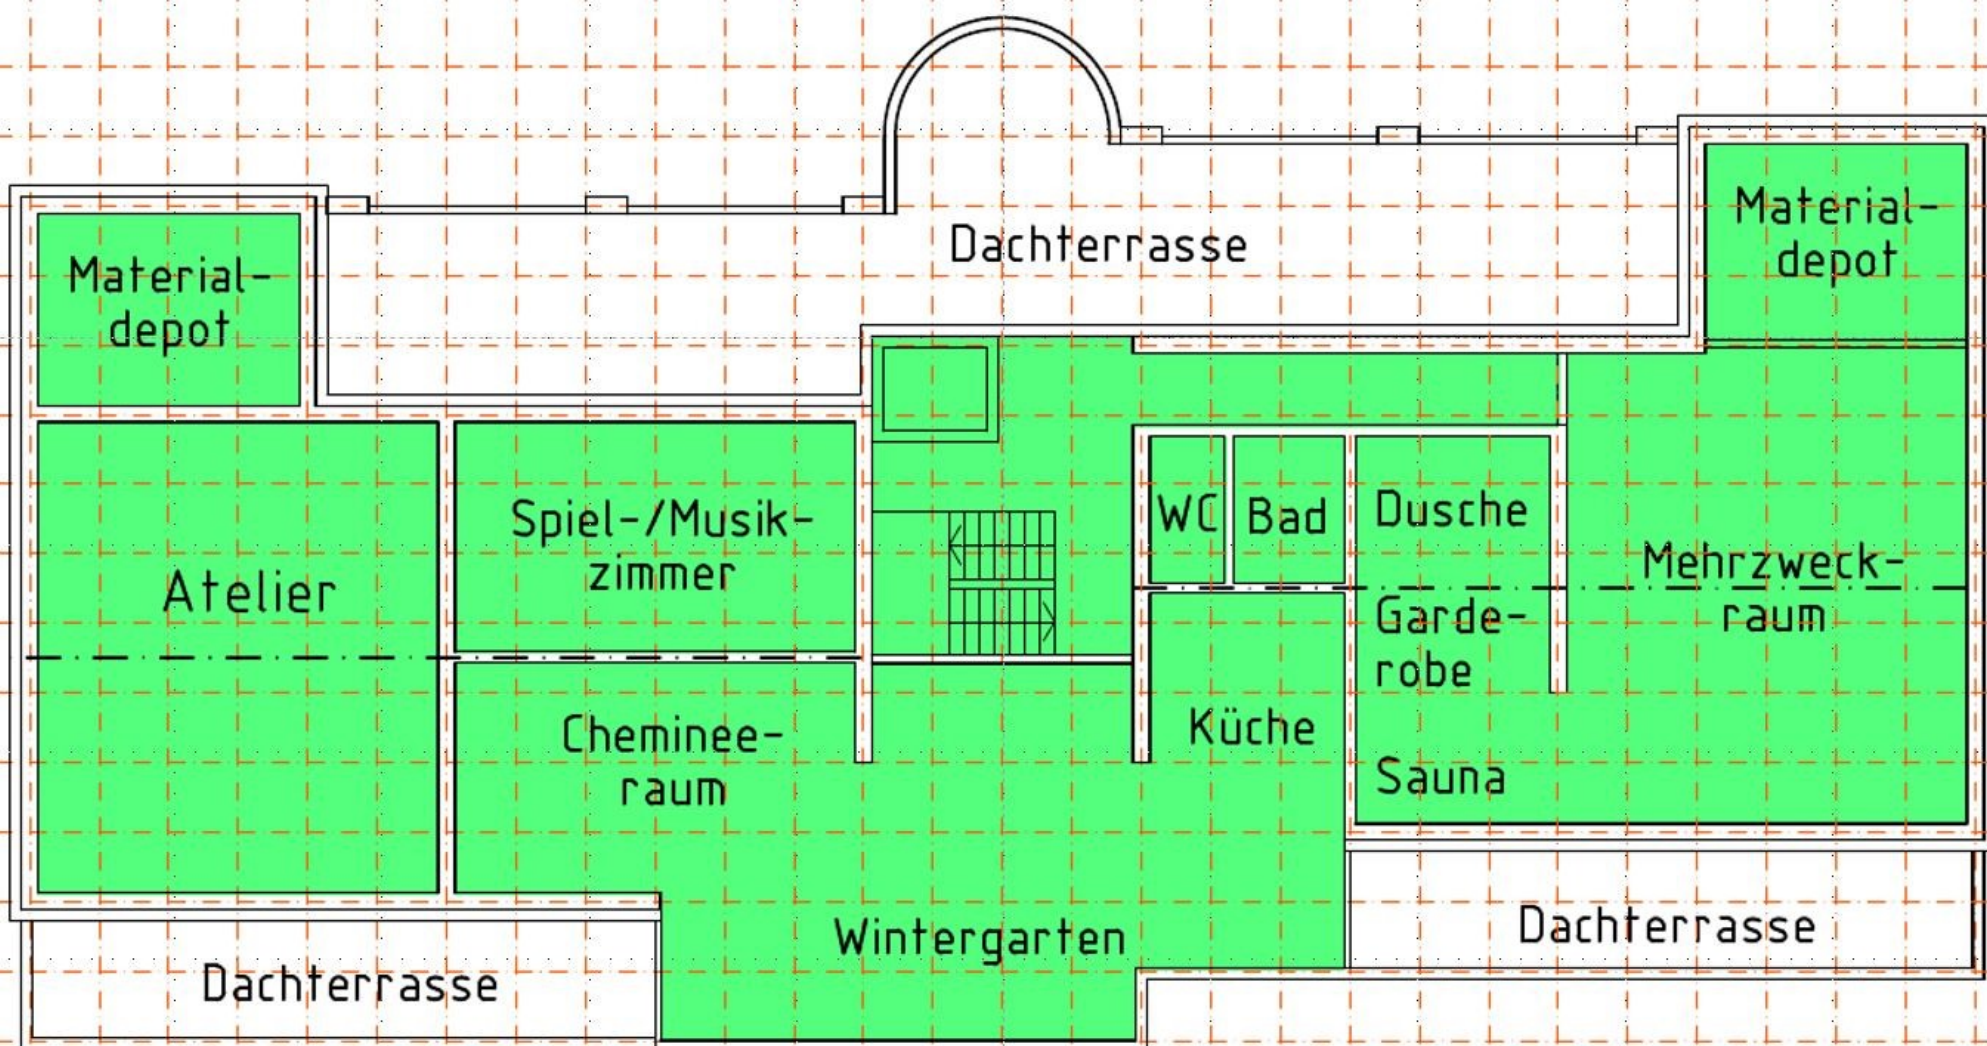 Dachterrasse
Material-
depot
Material-
depot
Spiel-/Musik-
zimmer
WC
Bad
Dusche
Atelier
Mehrzweck-
raum
Garde-
robe
Cheminee-
raum
Küche
Sauna
Wintergarten
Dachterrasse
Dachterrasse